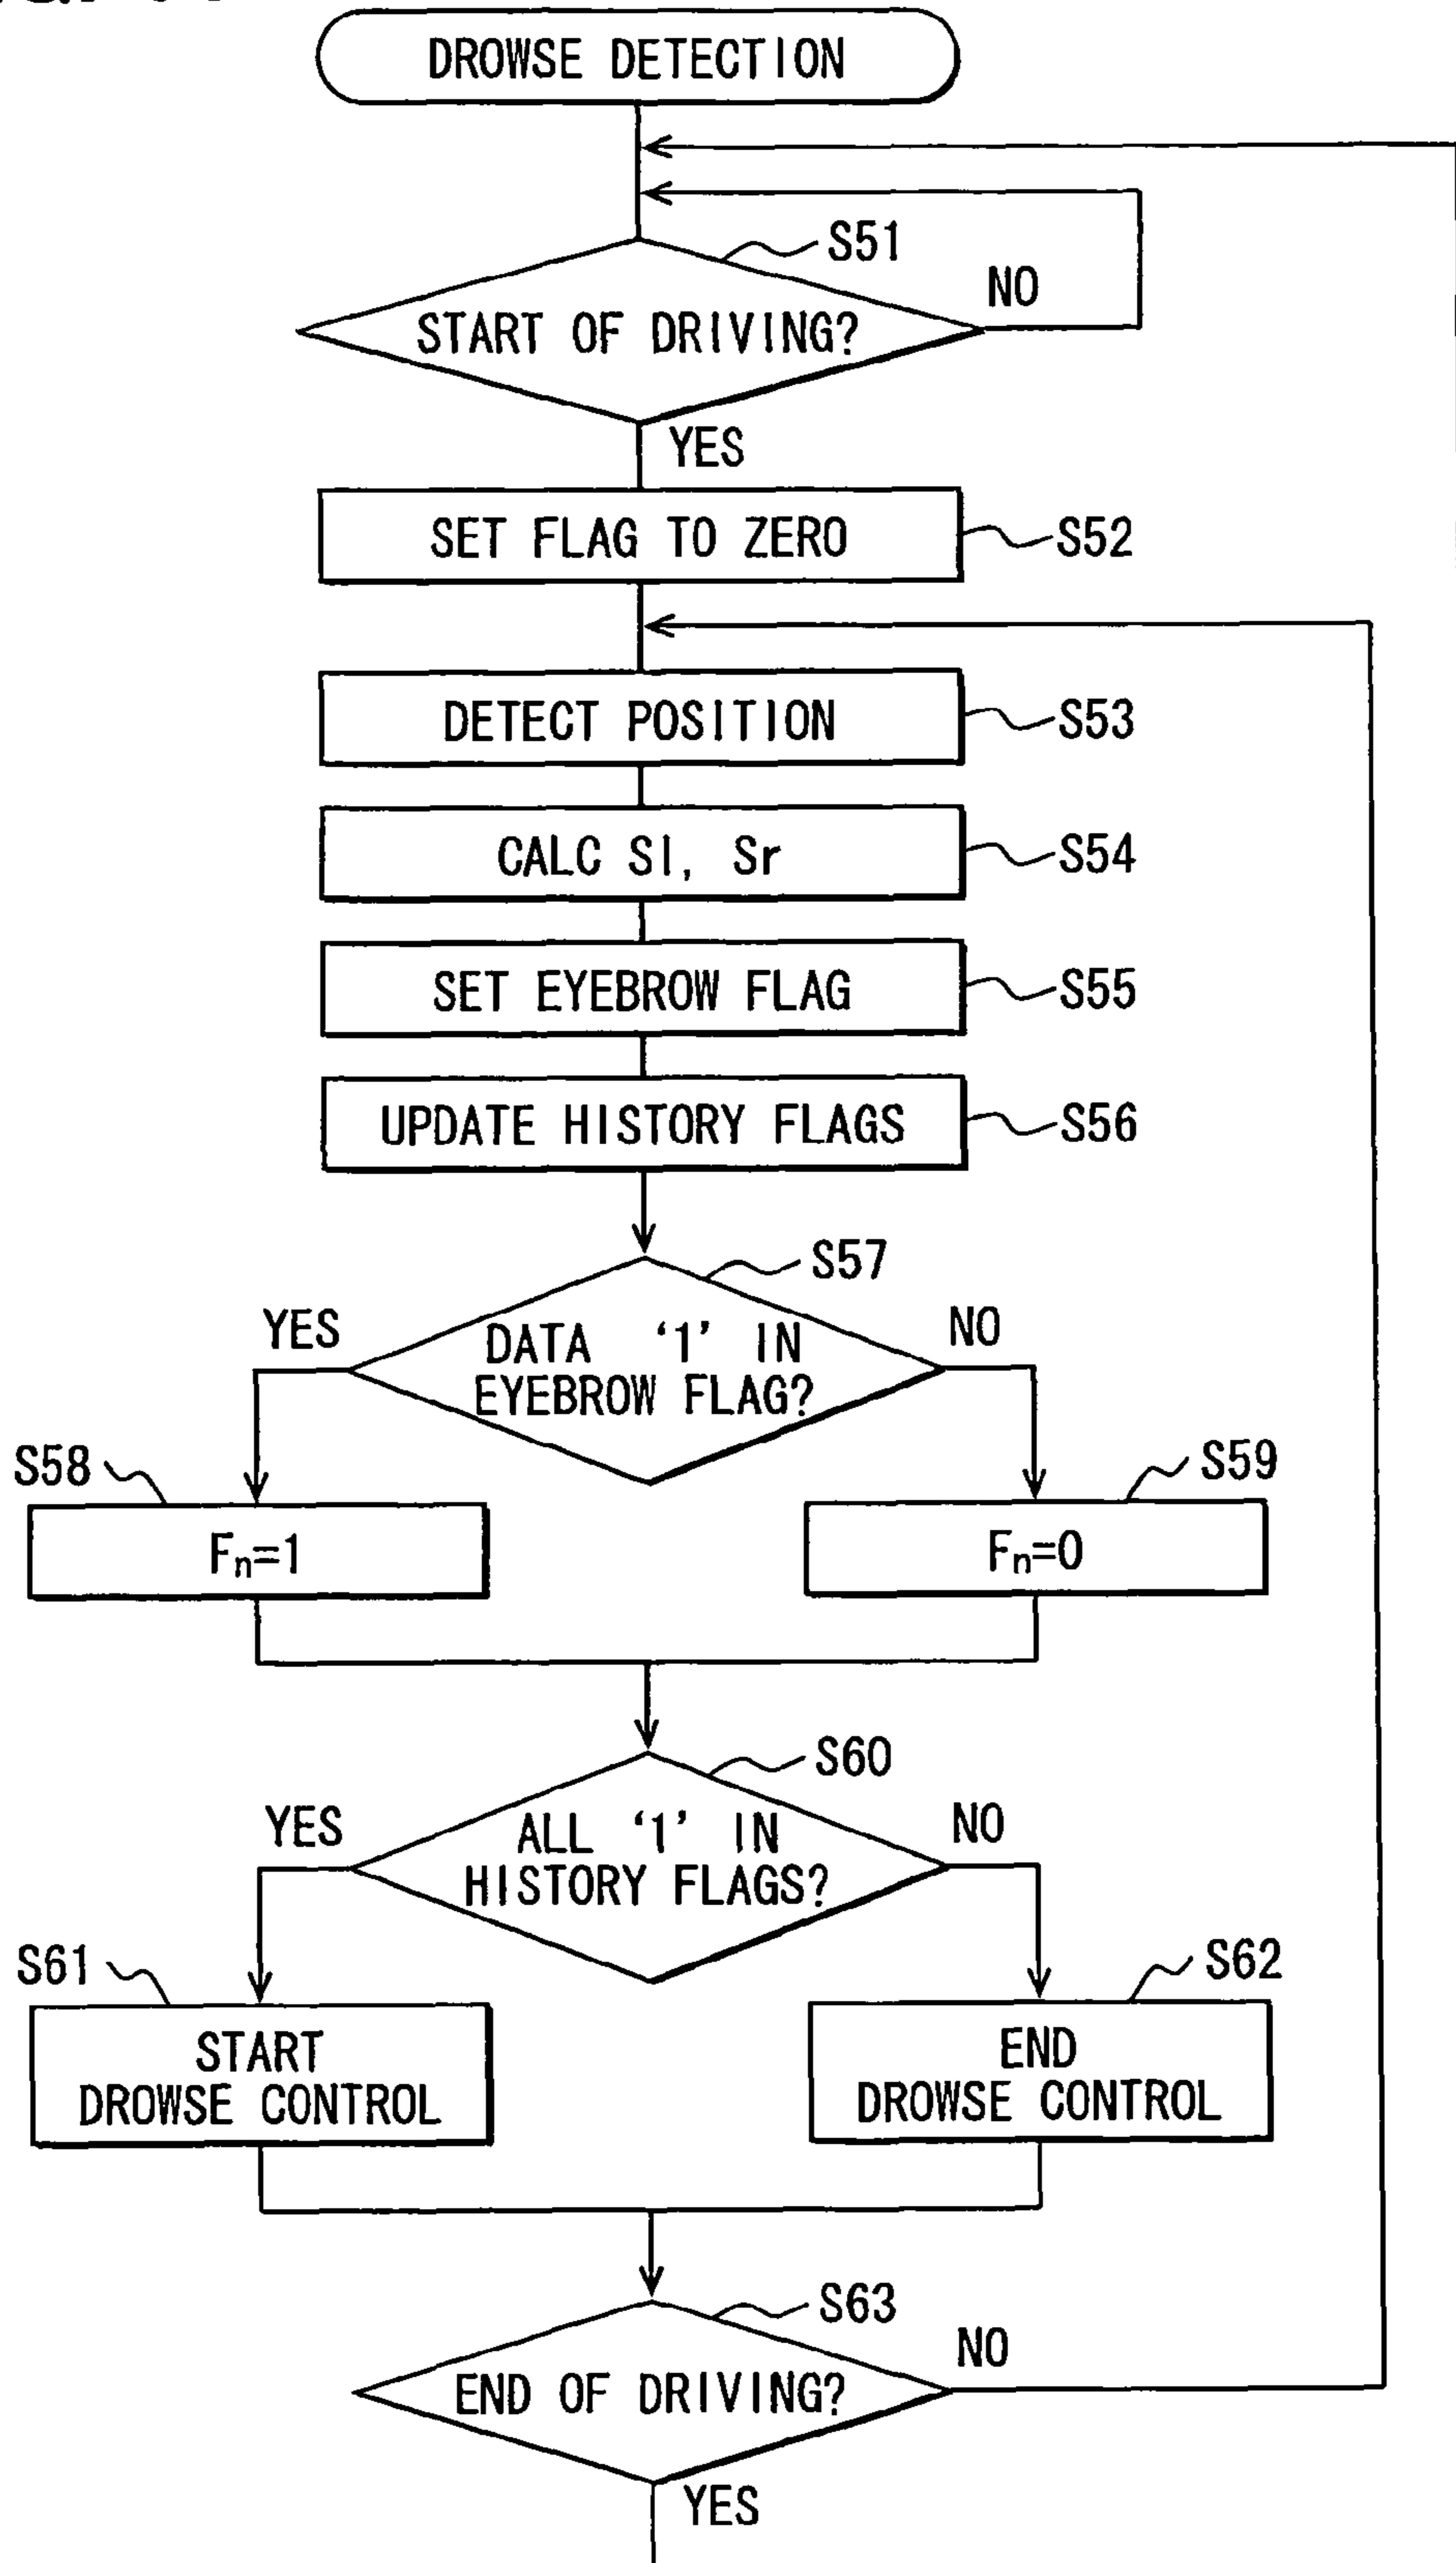 DROWSE DETECTION
S51
NO
START OF DRIVING?
YES
SET FLAG TO ZERO
S52
DETECT POSITION
S53
CALC Sl, Sr
S54
SET EYEBROW FLAG
S55
UPDATE HISTORY FLAGS
S56
S57
YES
NO
DATA ‘1’ IN
EYEBROW FLAG?
S58
S59
Fn=1
Fn=0
S60
YES
NO
ALL ‘1’ IN
HISTORY FLAGS?
S61
S62
START
DROWSE CONTROL
END
DROWSE CONTROL
S63
NO
END OF DRIVING?
YES